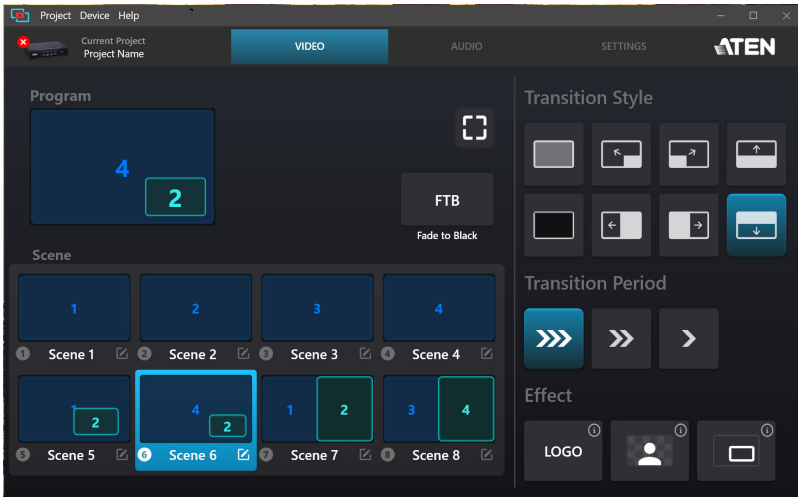 Project Device Help
Current Project
Project Name
VIDEO
AUDIO
SETTINGS
ATEN
Program
4
2
FTB
Fade to Black
Scene
1
2
3
4
1 Scene 1
2 Scene 2
3 Scene 3
4 Scene 4
1 2
4 2
1 2
3 4
5 Scene 5
6 Scene 6
7 Scene 7
8 Scene 8
Transition Style
Transition Period
Effect
LOGO